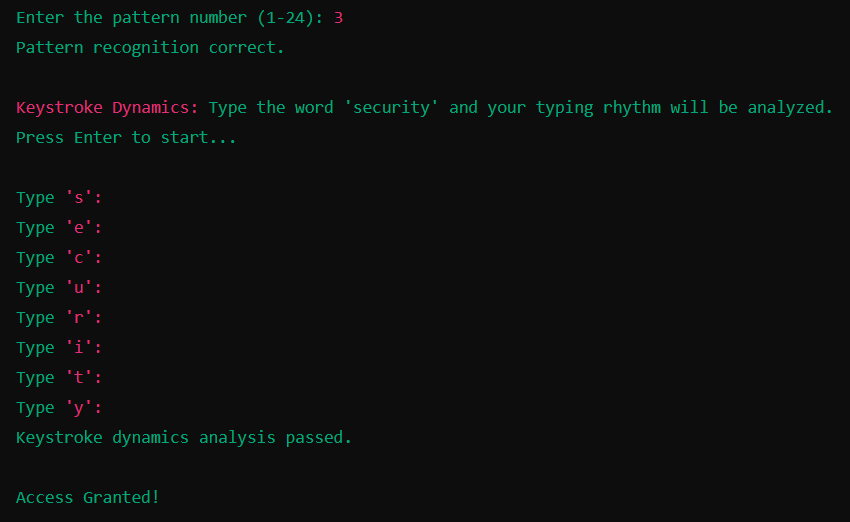 Enter the pattern number (1-24): 3
Pattern recognition correct.
Keystroke Dynamics: Type the word 'security' and your typing rhythm will be analyzed.
Press Enter to start...
Type 's':
Type 'e':
Type 'c':
Type 'u':
Type 'r':
Type 'i':
Type 't':
Type 'y':
Keystroke dynamics analysis passed.
Access Granted!